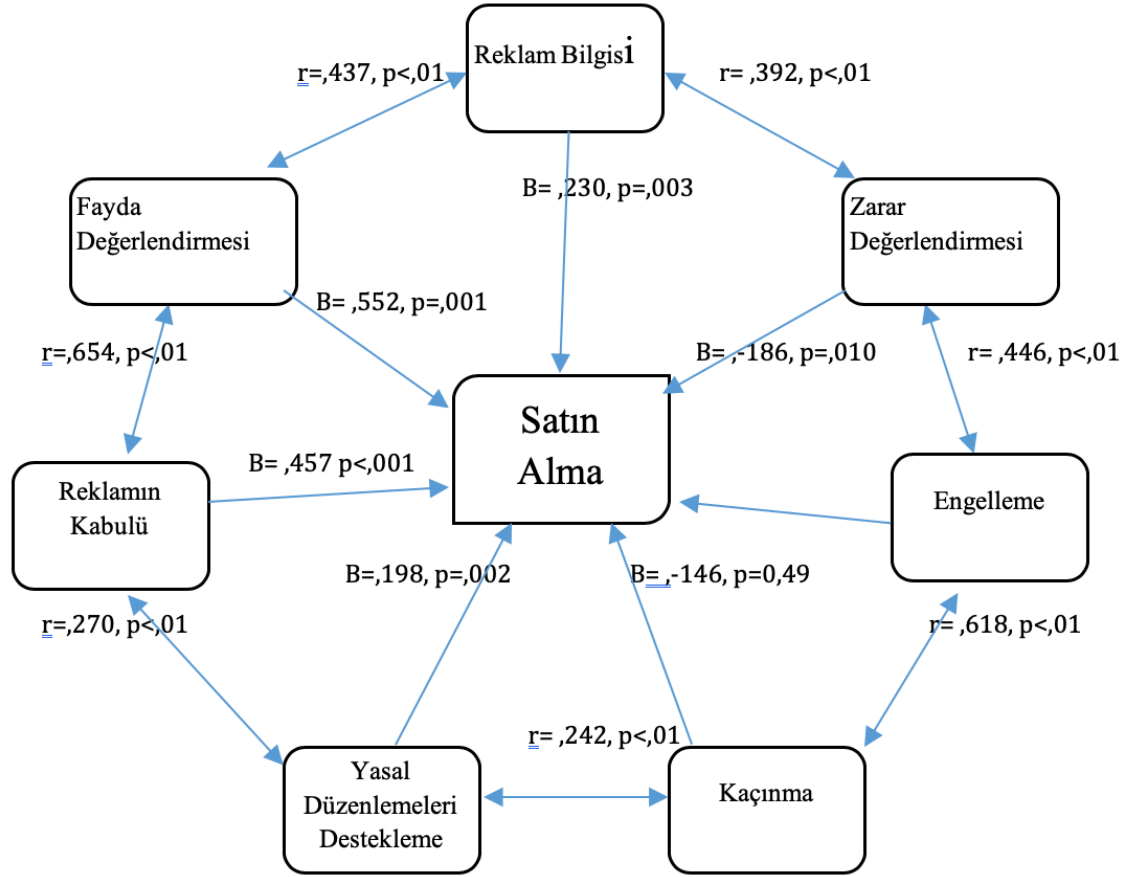 Reklam Bilgisi
r=,437, p<,01
r= ,392, p<,01
B= ,230, p=,003
Fayda
Değerlendirmesi
Zarar
Değerlendirmesi
B= ,552, p=,001
r=,654, p<,01
B= ,-186, p=,010
r= ,446, p<,01
Satın
Alma
B= ,457 p<,001
Reklamın
Kabulü
Engelleme
B=,198, p=,002
B= ,-146, p=0,49
r=,270, p<,01
r= ,618, p<,01
r= ,242, p<,01
Yasal
Düzenlemeleri
Destekleme
Kaçınma